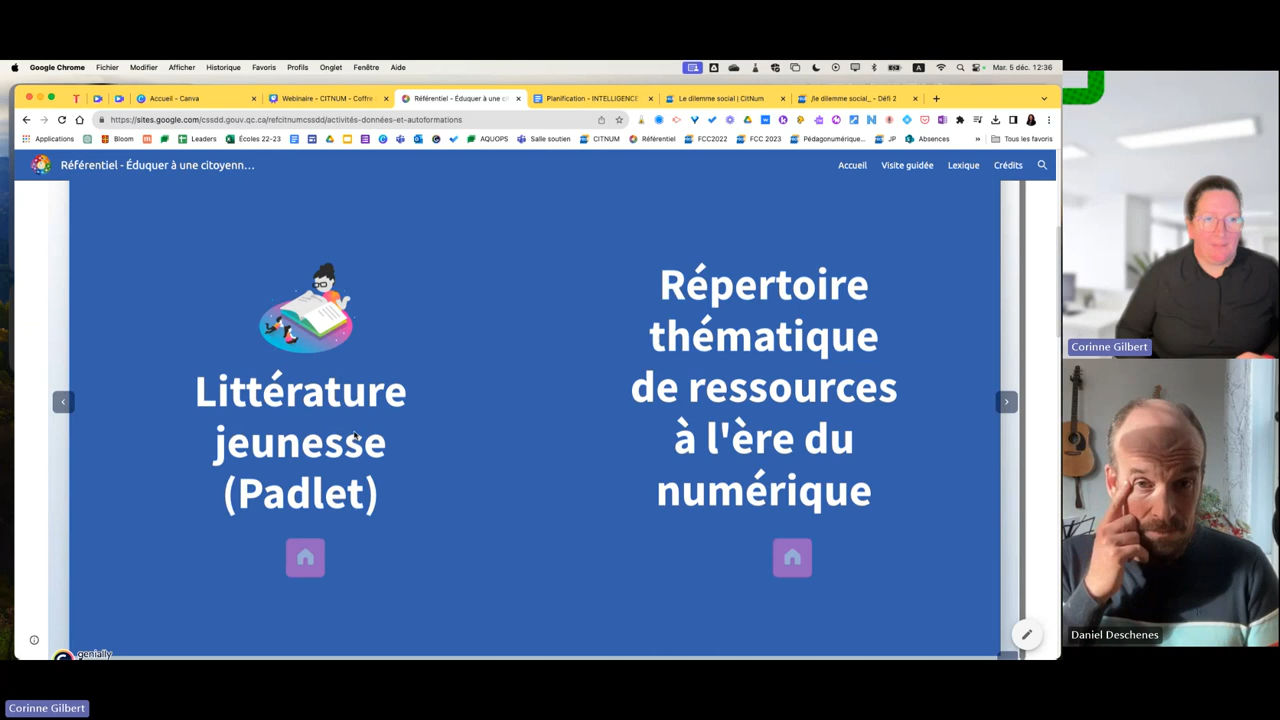 Google Chrome Fichier Modifier Afficher Historique Favoris Profils Onglet Fenêtre Aide
A
Mar. 5 déc. 12:36
Accueil - Canva
Webinaire - CITNUM - Coffre
Référentiel - Éduquer à une ci
Planification - INTELLIGENCE
Le dilemme social | CitNum
/le dilemme social_ - Défi 2
https://sites.google.com/cssdd.gouv.qc.ca/refcitnumcssdd/activités-données-et-autoformations
Applications Bloom Leaders Écoles 22-23 AQUOPS Salle soutien CITNUM Référentiel FCC2022 FCC 2023 Pédagonumérique... JP Absences » Tous les favoris
Référentiel - Éduquer à une citoyenn...
Accueil Visite guidée Lexique Crédits
Littérature
jeunesse
(Padlet)
Répertoire
thématique
de ressources
à l'ère du
numérique
genially
Corinne Gilbert
Daniel Deschenes
Corinne Gilbert